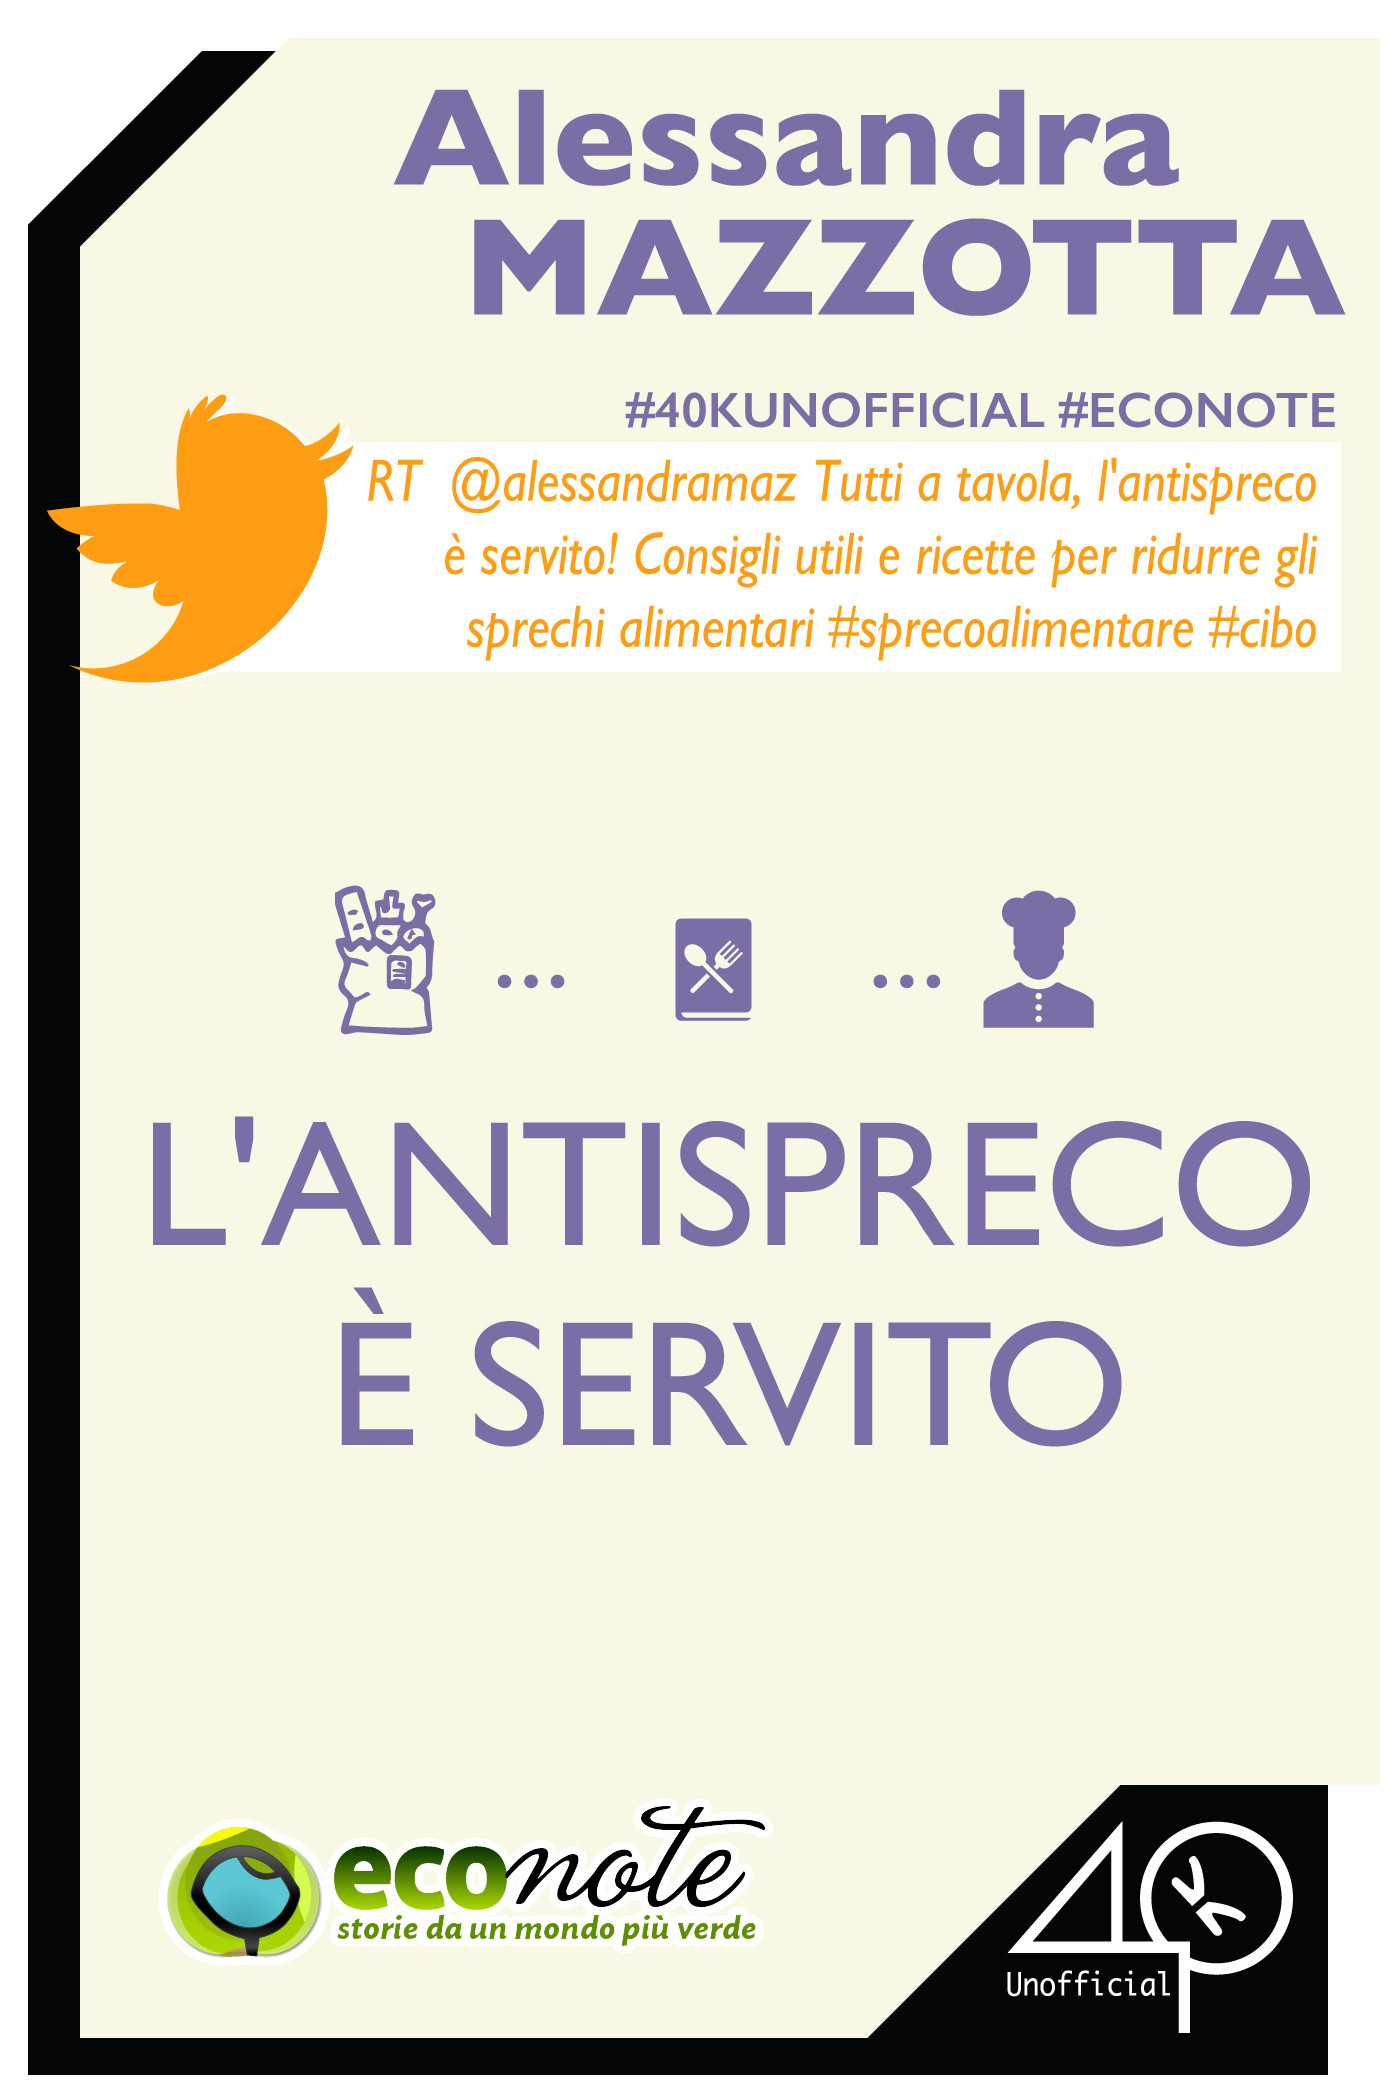 Alessandra
MAZZOTTA
#40KUNOFFICIAL #ECONOTE
RT @alessandramaz Tutti a tavola, l'antispreco
è servito! Consigli utili e ricette per ridurre gli
sprechi alimentari #sprecoalimentare #cibo
L'ANTISPRECO
È SERVITO
econote
storie da un mondo più verde
40K
Unofficial